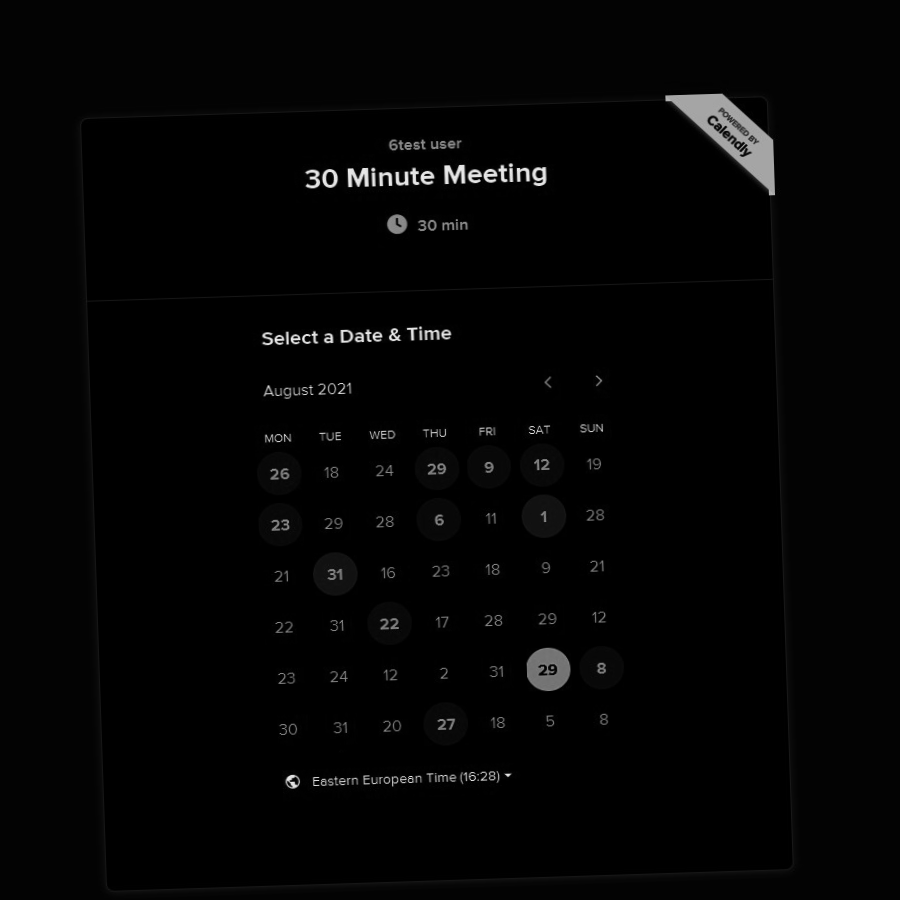 POWERED BY
Calendly
6test user
30 Minute Meeting
30 min
Select a Date & Time
August 2021
MON TUE WED THU FRI SAT SUN
26 18 24 29 9 12 19
23 29 28 6 11 1 28
21 31 16 23 18 9 21
22 31 22 17 28 29 12
23 24 12 2 31 29 8
30 31 20 27 18 5 8
Eastern European Time (16:28)